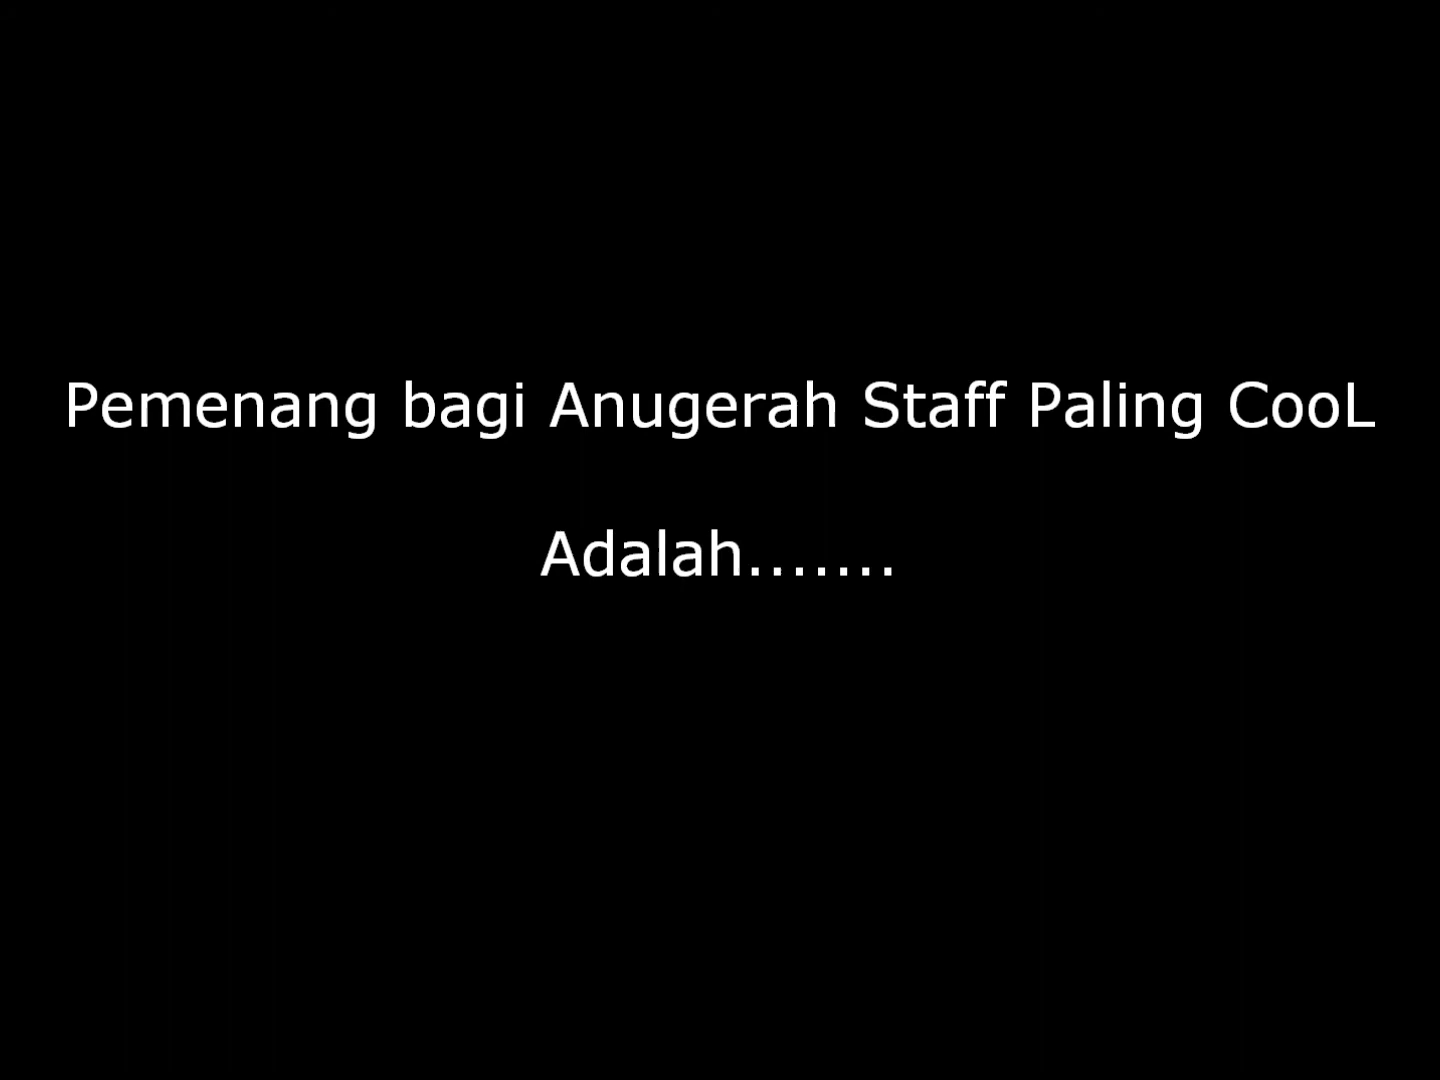 Pemenang bagi Anugerah Staff Paling CooL
Adalah.......